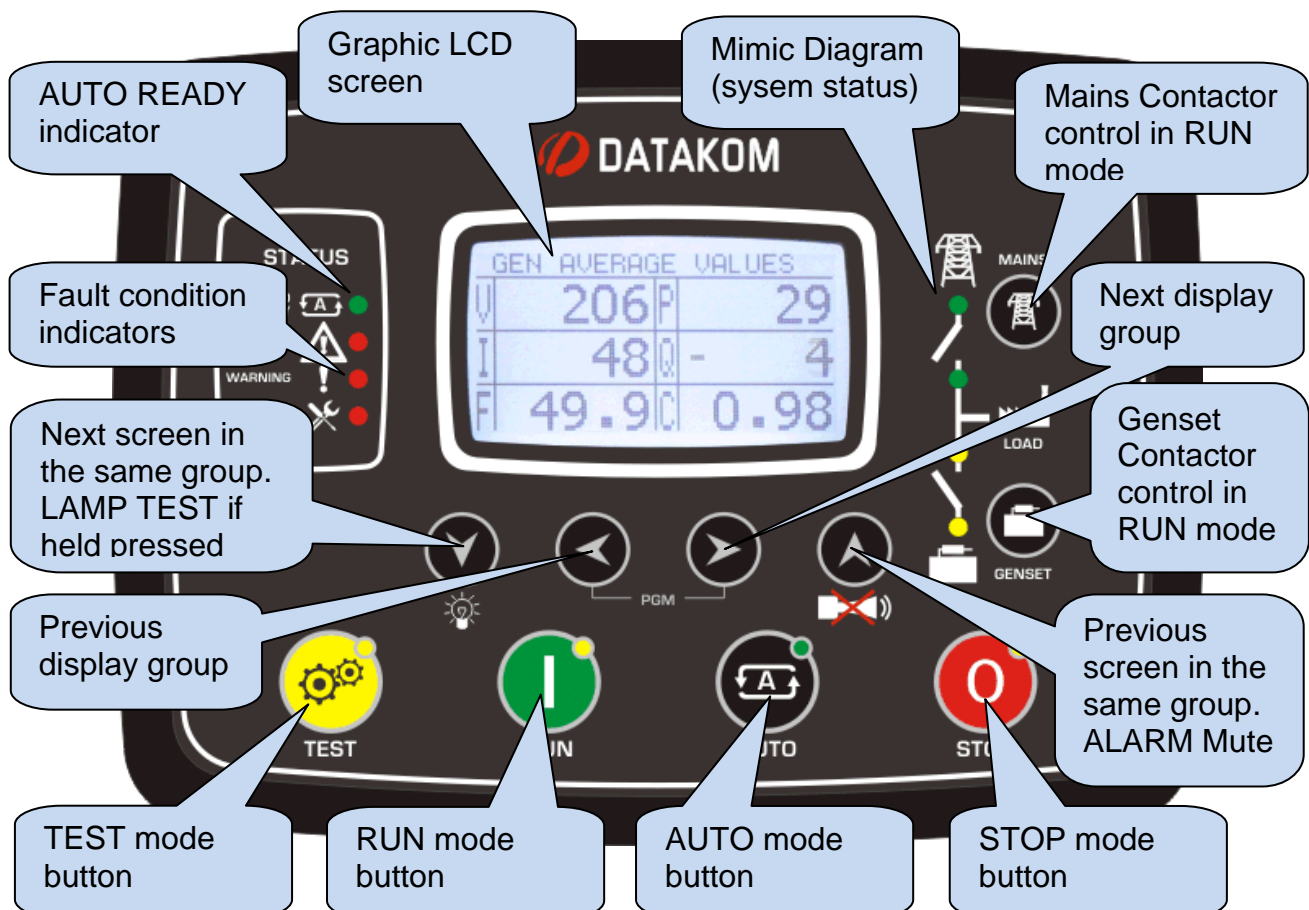 Graphic LCD
screen
Mimic Diagram
(sysem status)
AUTO READY
indicator
Mains Contactor
control in RUN
mode
DATAKOM
STATUS
GEN AVERAGE VALUES
V 206 P 29
I 48 Q - 4
F 49.9 C 0.98
MAINS
Fault condition
indicators
A
WARNING
Next display
group
LOAD
Next screen in
the same group.
LAMP TEST if
held pressed
Genset
Contactor
control in
RUN mode
GENSET
PGM
Previous
display group
Previous
screen in the
same group.
ALARM Mute
I
A
O
TEST
UN
UTO
STO
TEST mode
button
RUN mode
button
AUTO mode
button
STOP mode
button